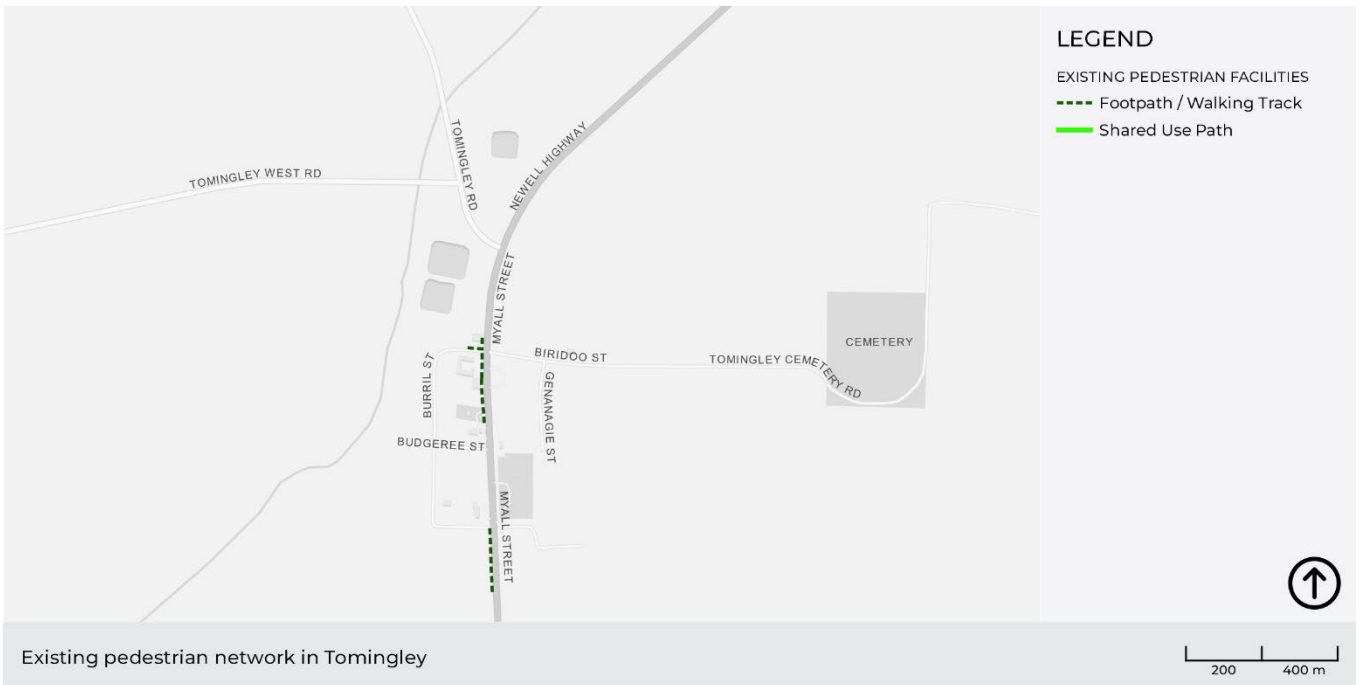 LEGEND
EXISTING PEDESTRIAN FACILITIES
Footpath / Walking Track
Shared Use Path
TOMINGLEY RD
NEWELL HIGHWAY
TOMINGLEY WEST RD
MYALL STREET
BIRIDOO ST
TOMINGLEY CEMETERY RD
CEMETERY
BURRIL ST
GENANAGIE ST
BUDGEREE ST
MYALL STREET
Existing pedestrian network in Tomingley
200 400 m